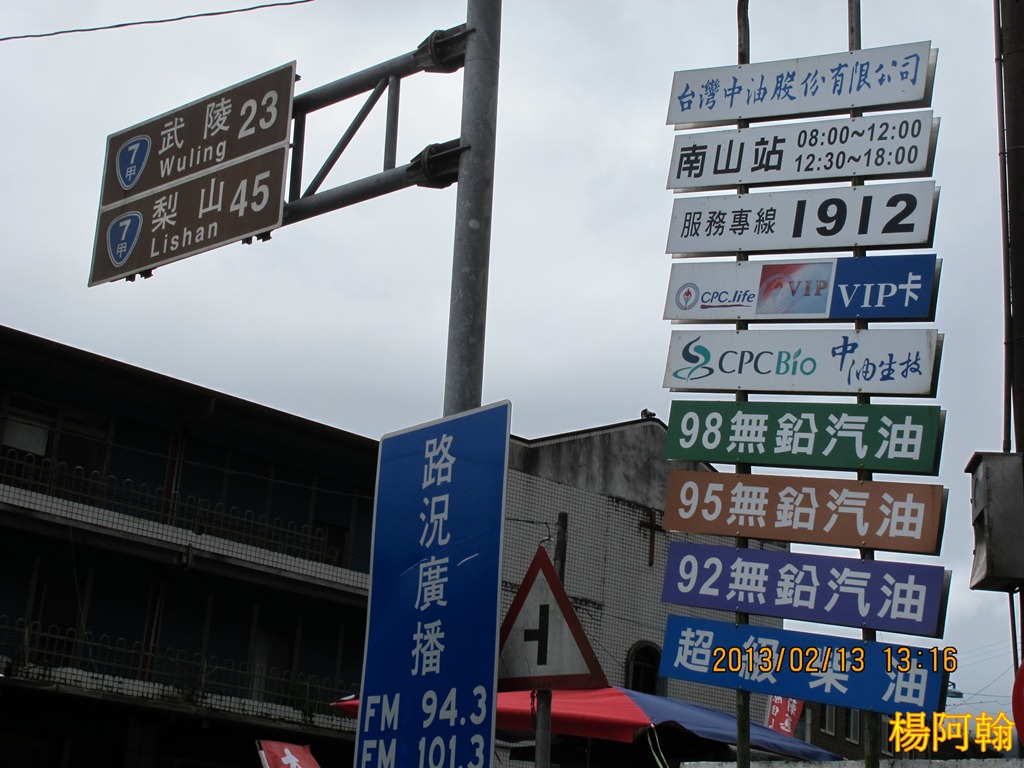 武陵 23
7甲
Wuling
梨山 45
7甲
Lishan
台灣中油股份有限公司
南山站 08:00~12:00
12:30~18:00
服務專線 1912
CPC.life VIP VIP卡
CPCBio 中油生技
98無鉛汽油
95無鉛汽油
92無鉛汽油
超級柴油
路況廣播
FM 94.3
FM 101.3
2013/02/13 13:16
楊阿翰